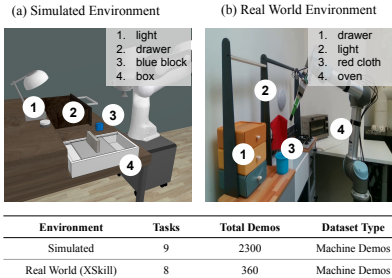 (a) Simulated Environment
(b) Real World Environment
1. light
2. drawer
3. blue block
4. box
1
2
3
4
1. drawer
2. light
3. red cloth
4. oven
2
4
3
1
Environment Tasks Total Demos Dataset Type
Simulated 9 2300 Machine Demos
Real World (XSkill) 8 360 Machine Demos